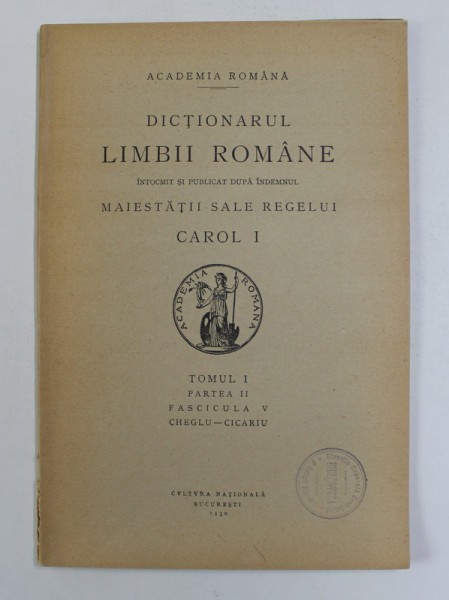 ACADEMIA ROMÂNĂ
DICȚIONARUL
LIMBII ROMÂNE
ÎNTOCMIT ȘI PUBLICAT DUPĂ ÎNDEMNUL
MAIESTĂȚII SALE REGELUI
CAROL I
ACADEMIA ROMANA
TOMUL I
PARTEA II
FASCICULA V
CHEGLU—CICARIU
CVLTVRA NAȚIONALĂ
BUCUREȘTI